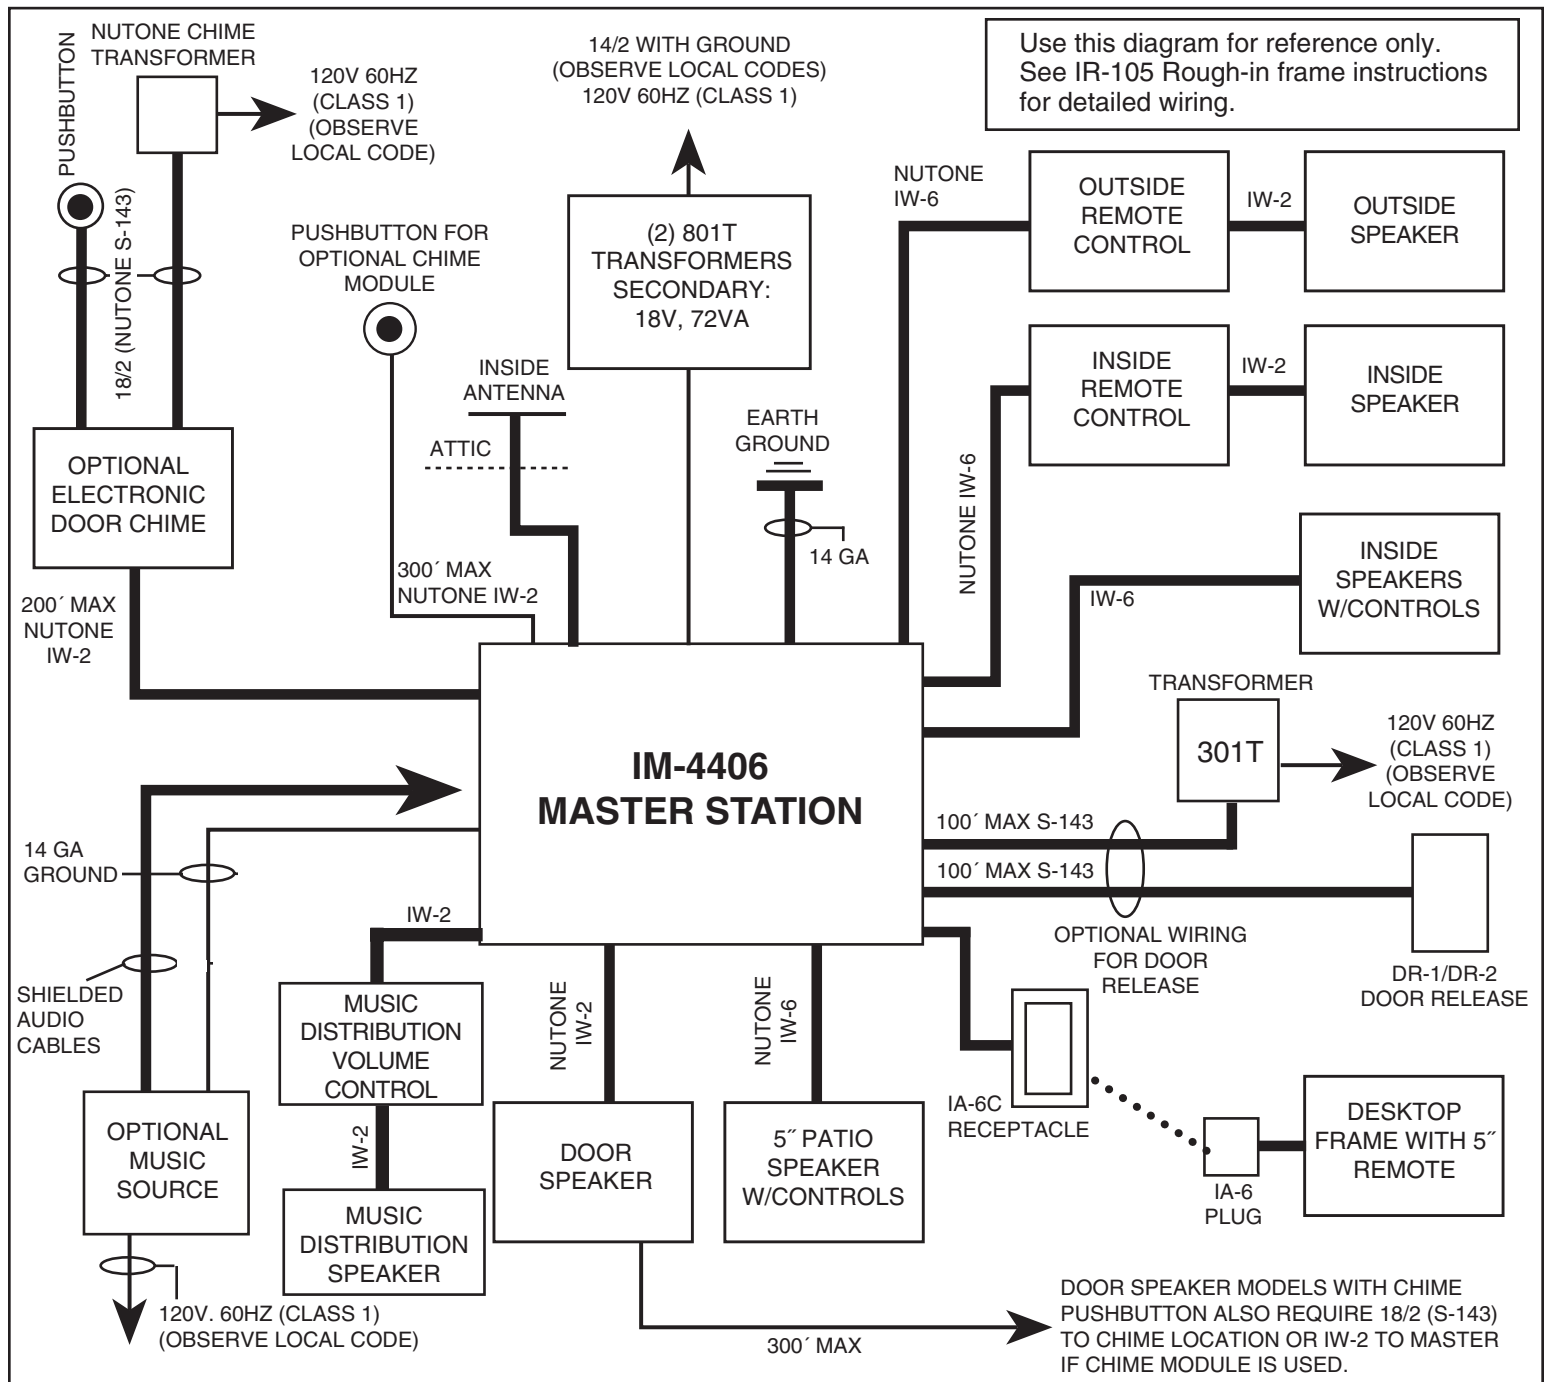 NUTONE CHIME
TRANSFORMER
PUSHBUTTON
120V 60HZ
(CLASS 1)
(OBSERVE
LOCAL CODE)
18/2 (NUTONE S-143)
14/2 WITH GROUND
(OBSERVE LOCAL CODES)
120V 60HZ (CLASS 1)
Use this diagram for reference only.
See IR-105 Rough-in frame instructions
for detailed wiring.
PUSHBUTTON FOR
OPTIONAL CHIME
MODULE
(2) 801T
TRANSFORMERS
SECONDARY:
18V, 72VA
NUTONE
IW-6
OUTSIDE
REMOTE
CONTROL
IW-2
OUTSIDE
SPEAKER
INSIDE
ANTENNA
ATTIC
EARTH
GROUND
14 GA
INSIDE
REMOTE
CONTROL
IW-2
INSIDE
SPEAKER
NUTONE IW-6
OPTIONAL
ELECTRONIC
DOOR CHIME
300´ MAX
NUTONE IW-2
200´ MAX
NUTONE
IW-2
INSIDE
SPEAKERS
W/CONTROLS
IW-6
TRANSFORMER
301T
120V 60HZ
(CLASS 1)
(OBSERVE
LOCAL CODE)
IM-4406
MASTER STATION
100´ MAX S-143
100´ MAX S-143
14 GA
GROUND
IW-2
OPTIONAL WIRING
FOR DOOR
RELEASE
DR-1/DR-2
DOOR RELEASE
SHIELDED
AUDIO
CABLES
MUSIC
DISTRIBUTION
VOLUME
CONTROL
NUTONE
IW-2
NUTONE
IW-6
IA-6C
RECEPTACLE
OPTIONAL
MUSIC
SOURCE
IW-2
DOOR
SPEAKER
5˝ PATIO
SPEAKER
W/CONTROLS
DESKTOP
FRAME WITH 5˝
REMOTE
IA-6
PLUG
MUSIC
DISTRIBUTION
SPEAKER
120V. 60HZ (CLASS 1)
(OBSERVE LOCAL CODE)
300´ MAX
DOOR SPEAKER MODELS WITH CHIME
PUSHBUTTON ALSO REQUIRE 18/2 (S-143)
TO CHIME LOCATION OR IW-2 TO MASTER
IF CHIME MODULE IS USED.